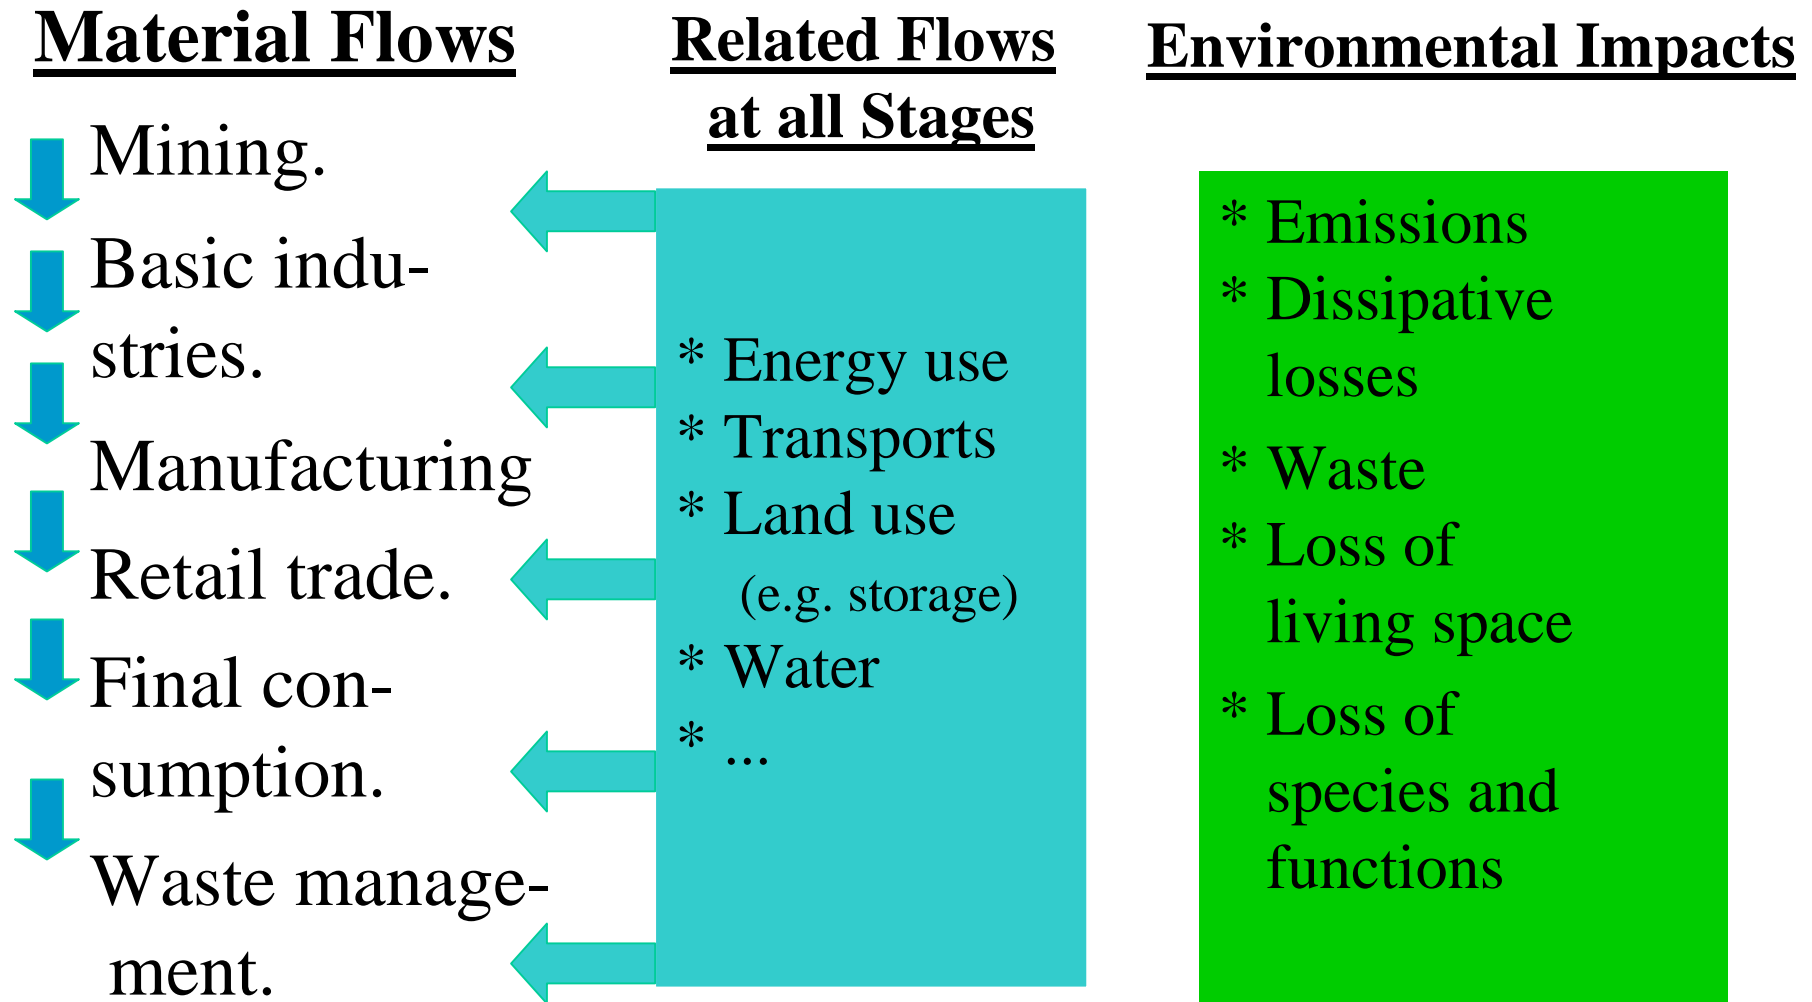 Material Flows
Mining.
Basic indu-
stries.
Manufacturing
Retail trade.
Final con-
sumption.
Waste manage-
ment.
Related Flows
at all Stages
* Energy use
* Transports
* Land use
(e.g. storage)
* Water
* ...
Environmental Impacts
* Emissions
* Dissipative
losses
* Waste
* Loss of
living space
* Loss of
species and
functions